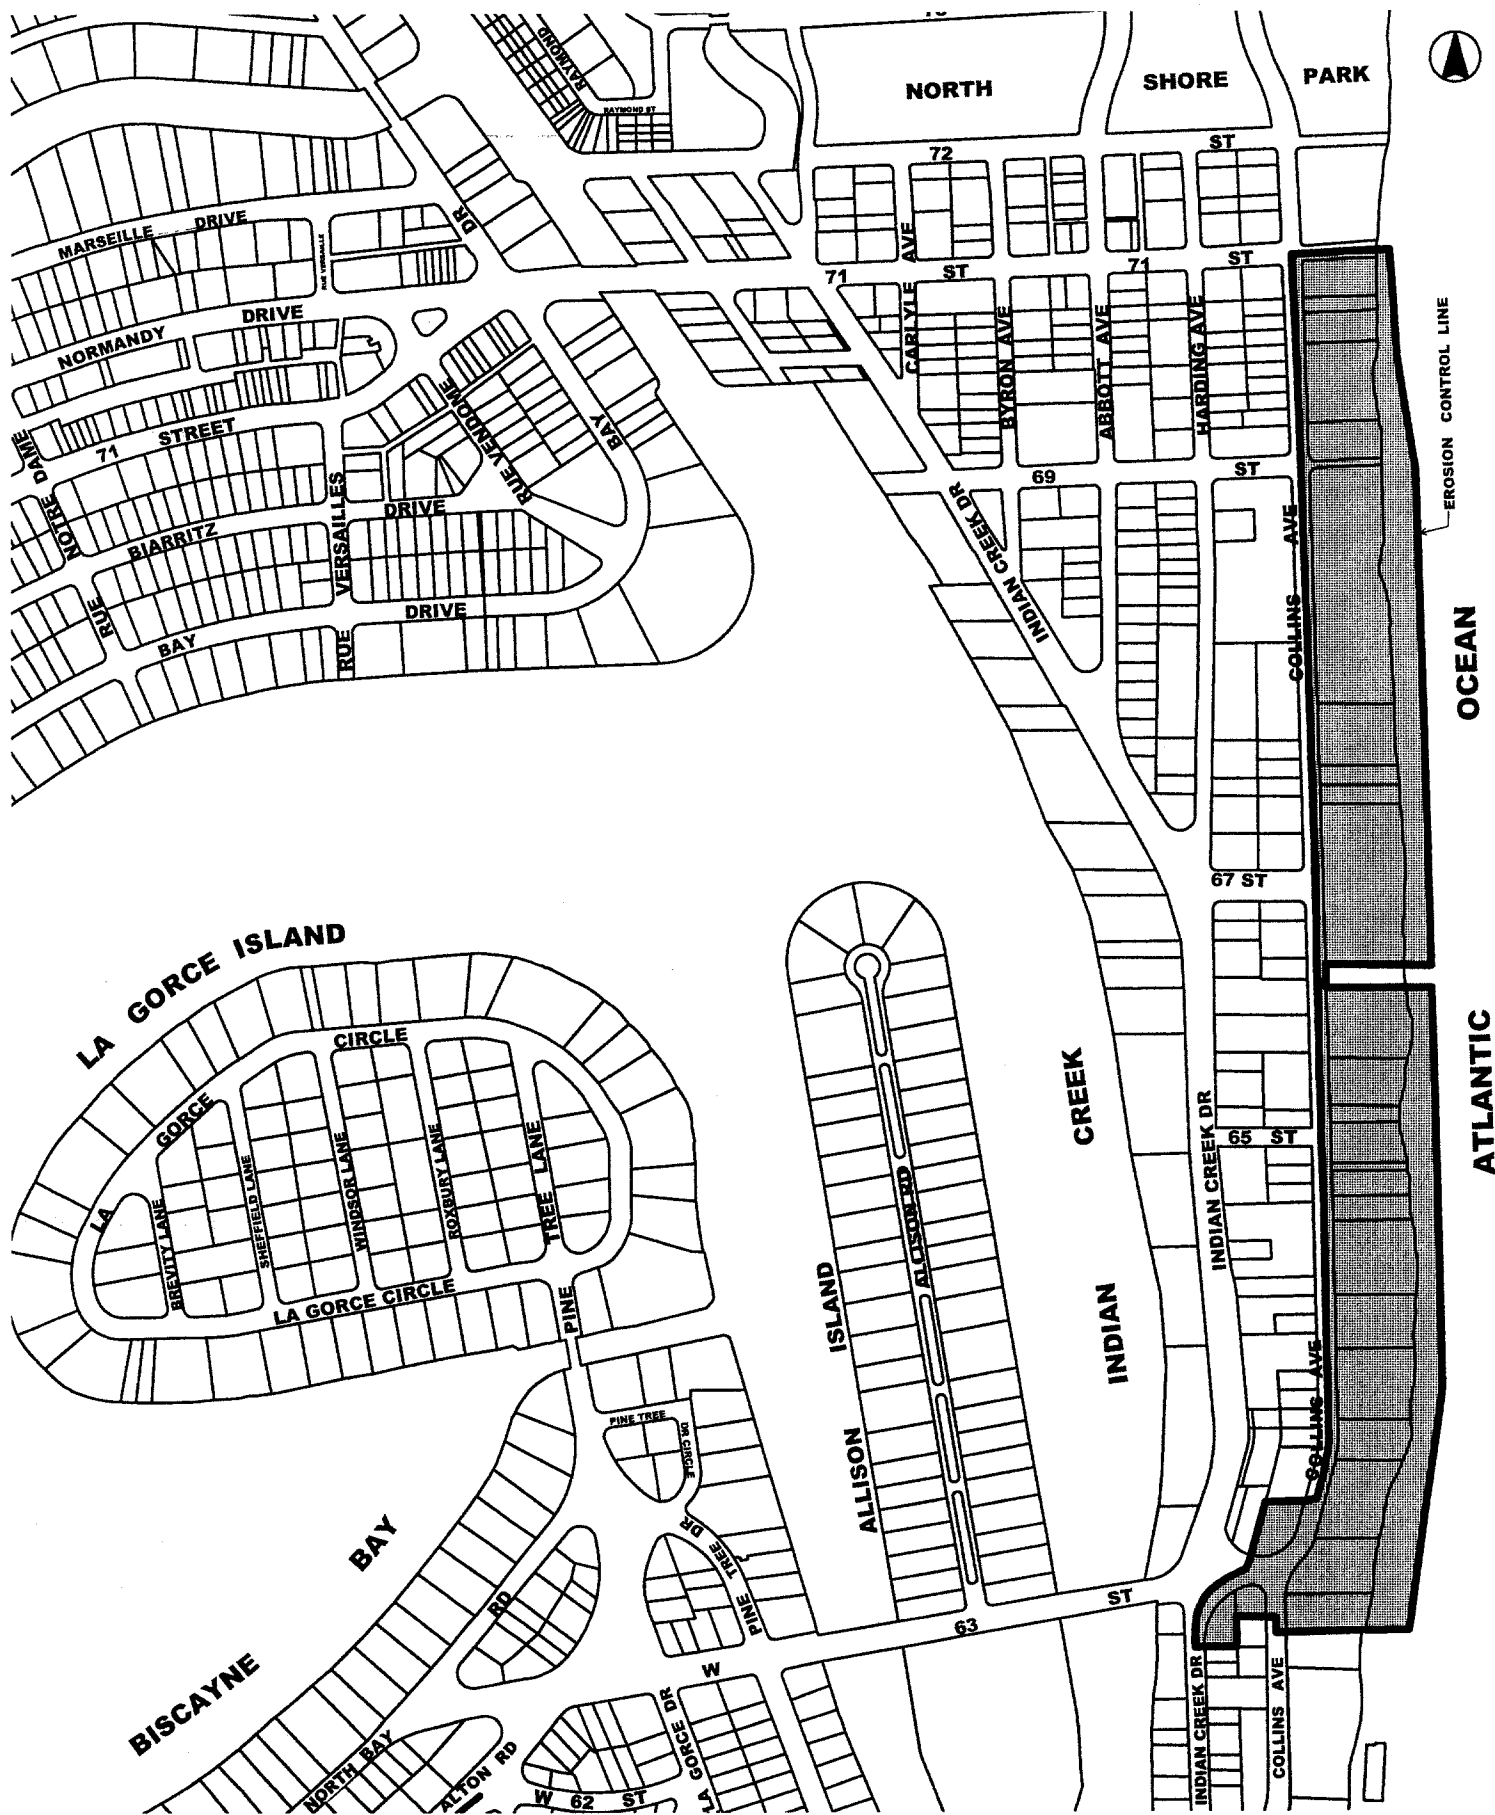 RAYMOND
RAYMOND ST
NORTH SHORE PARK
72 ST
MARSEILLE DRIVE
DR
RUE VERSAILLE
AVE
71 ST 71 ST
NORMANDY DRIVE
CARLYLE
BYRON AVE
ABBOTT AVE
HARDING AVE
EROSION CONTROL LINE
NOTRE DAME
71 STREET
RUE VENDOME
BAY
69 ST
INDIAN CREEK DR
COLLINS AVE
BIARRITZ DRIVE
VERSAILLES
RUE
RUE
BAY DRIVE
OCEAN
67 ST
LA GORCE ISLAND
LA GORCE CIRCLE
ATLANTIC
INDIAN CREEK
INDIAN CREEK DR
65 ST
ALLISON RD
BREVITY LANE
SHEFFIELD LANE
WINDSOR LANE
ROXBURY LANE
TREE LANE
PINE
LA GORCE CIRCLE
ALLISON ISLAND
COLLINS AVE
PINE TREE
DR CIRCLE
PINE TREE DR
BISCAYNE BAY
RD
W 63 ST
INDIAN CREEK DR
COLLINS AVE
LA GORCE DR
NORTH BAY
ALTON RD
W 62 ST